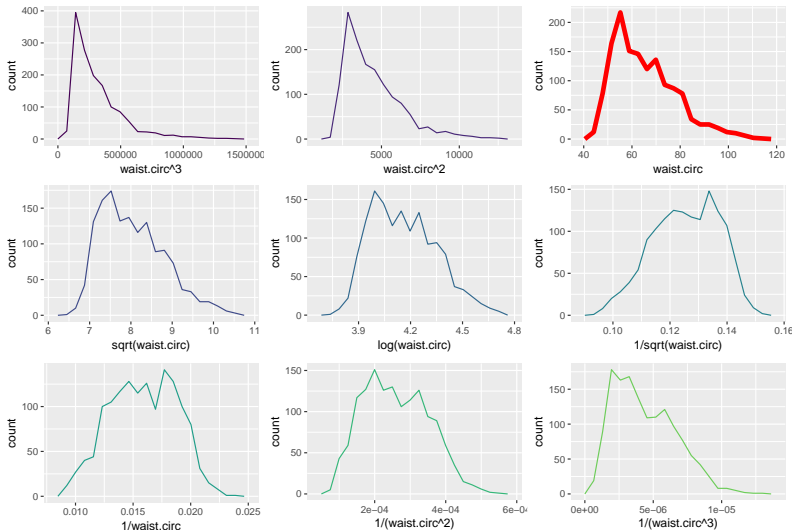 count
400
300
200
100
0
0
500000
1000000
1500000
waist.circ^3
count
200
100
0
5000
10000
waist.circ^2
count
200
150
100
50
0
40
60
80
100
120
waist.circ
count
150
100
50
0
6
7
8
9
10
11
sqrt(waist.circ)
count
150
100
50
0
3.9
4.2
4.5
4.8
log(waist.circ)
count
150
100
50
0
0.10
0.12
0.14
0.16
1/sqrt(waist.circ)
count
100
50
0
0.010
0.015
0.020
0.025
1/waist.circ
count
150
100
50
0
2e-04
4e-04
1/(waist.circ^2)
count
150
100
50
0
0e+00
5e-06
1e-05
1/(waist.circ^3)